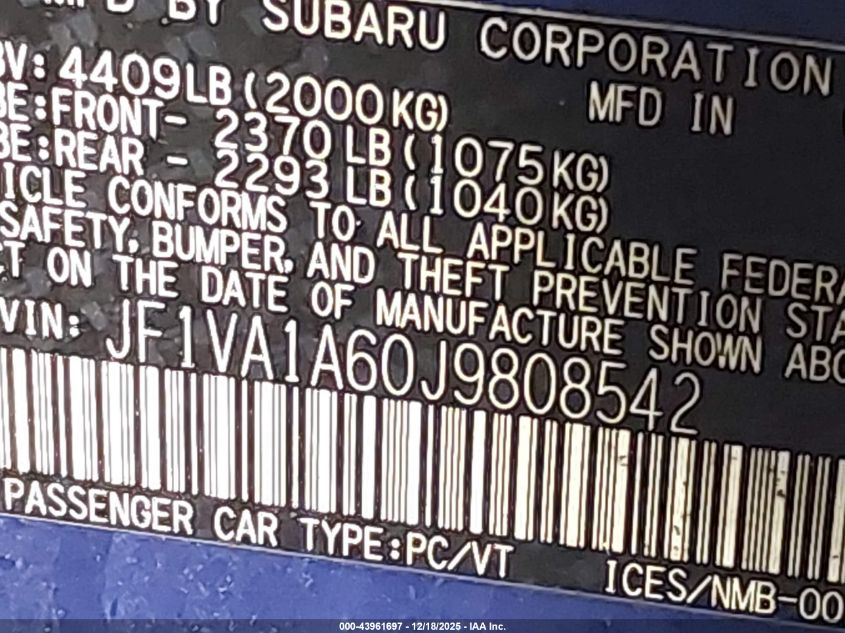 MFD BY SUBARU CORPORATION
MFD IN
BV: 4409LB (2000KG)
BE:FRONT- 2370 LB (1075KG)
BE:REAR - 2293 LB (1040KG)
ICLE CONFORMS TO ALL APPLICABLE FEDERA
SAFETY, BUMPER, AND THEFT PREVENTION STA
CT ON THE DATE OF MANUFACTURE SHOWN ABO
VIN: JF1VA1A60J9808542
PASSENGER CAR TYPE:PC/VT
ICES/NMB-00
000-43961697 - 12/18/2025 - IAA Inc.